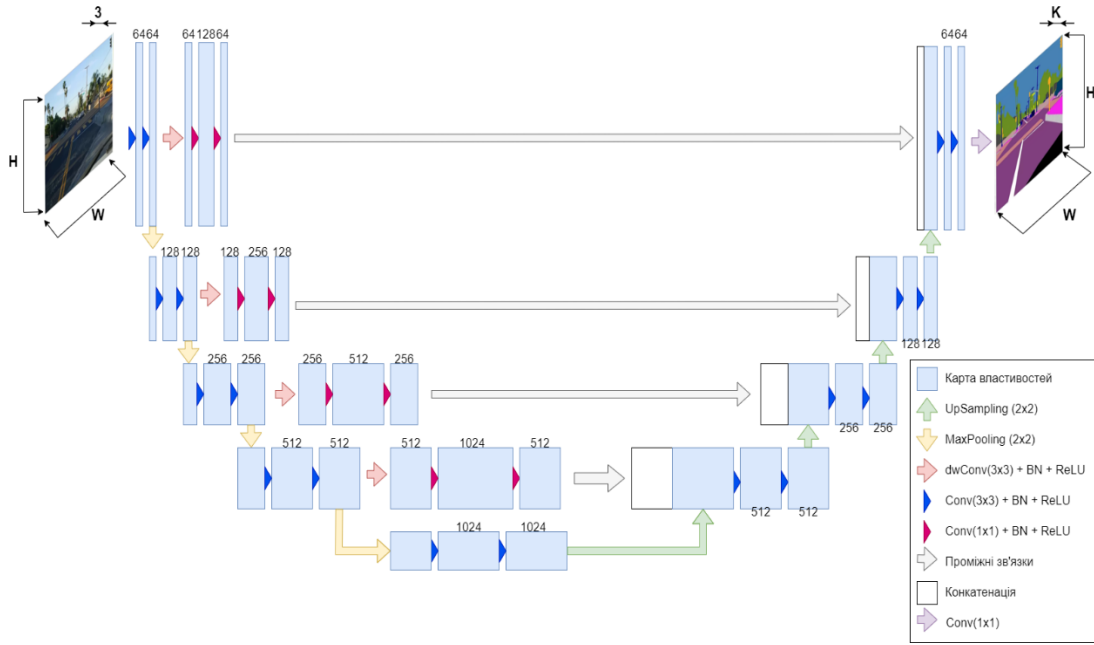 3
K
64 64
64 128 64
64 64
H
W
H
W
128 128
128 256 128
128 128
256 256
256 512 256
256 256
512 512
512 1024 512
512 512
1024 1024
Карта властивостей
UpSampling (2x2)
MaxPooling (2x2)
dwConv(3x3) + BN + ReLU
Conv(3x3) + BN + ReLU
Conv(1x1) + BN + ReLU
Проміжні зв'язки
Конкатенація
Conv(1x1)